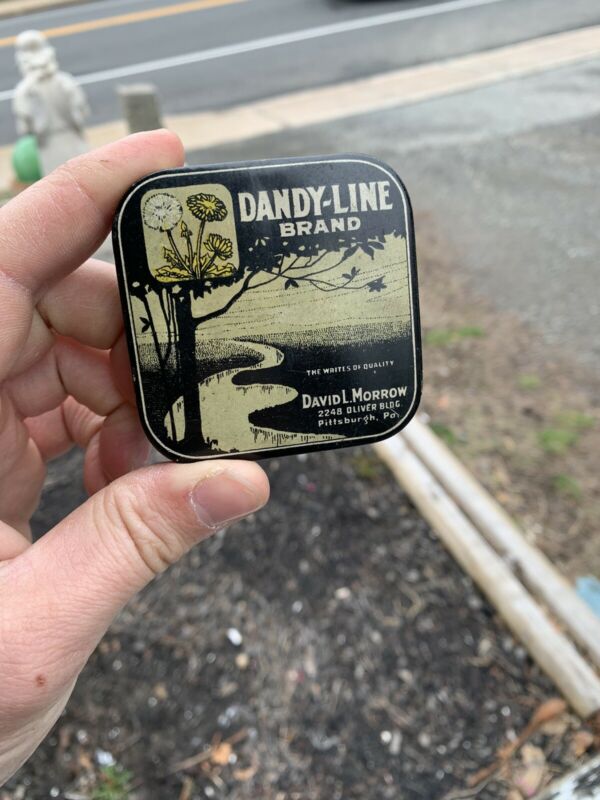 DANDY-LINE
BRAND
THE WRITES OF QUALITY
DAVID L. MORROW
2248 OLIVER BLDG.
Pittsburgh, Pa.